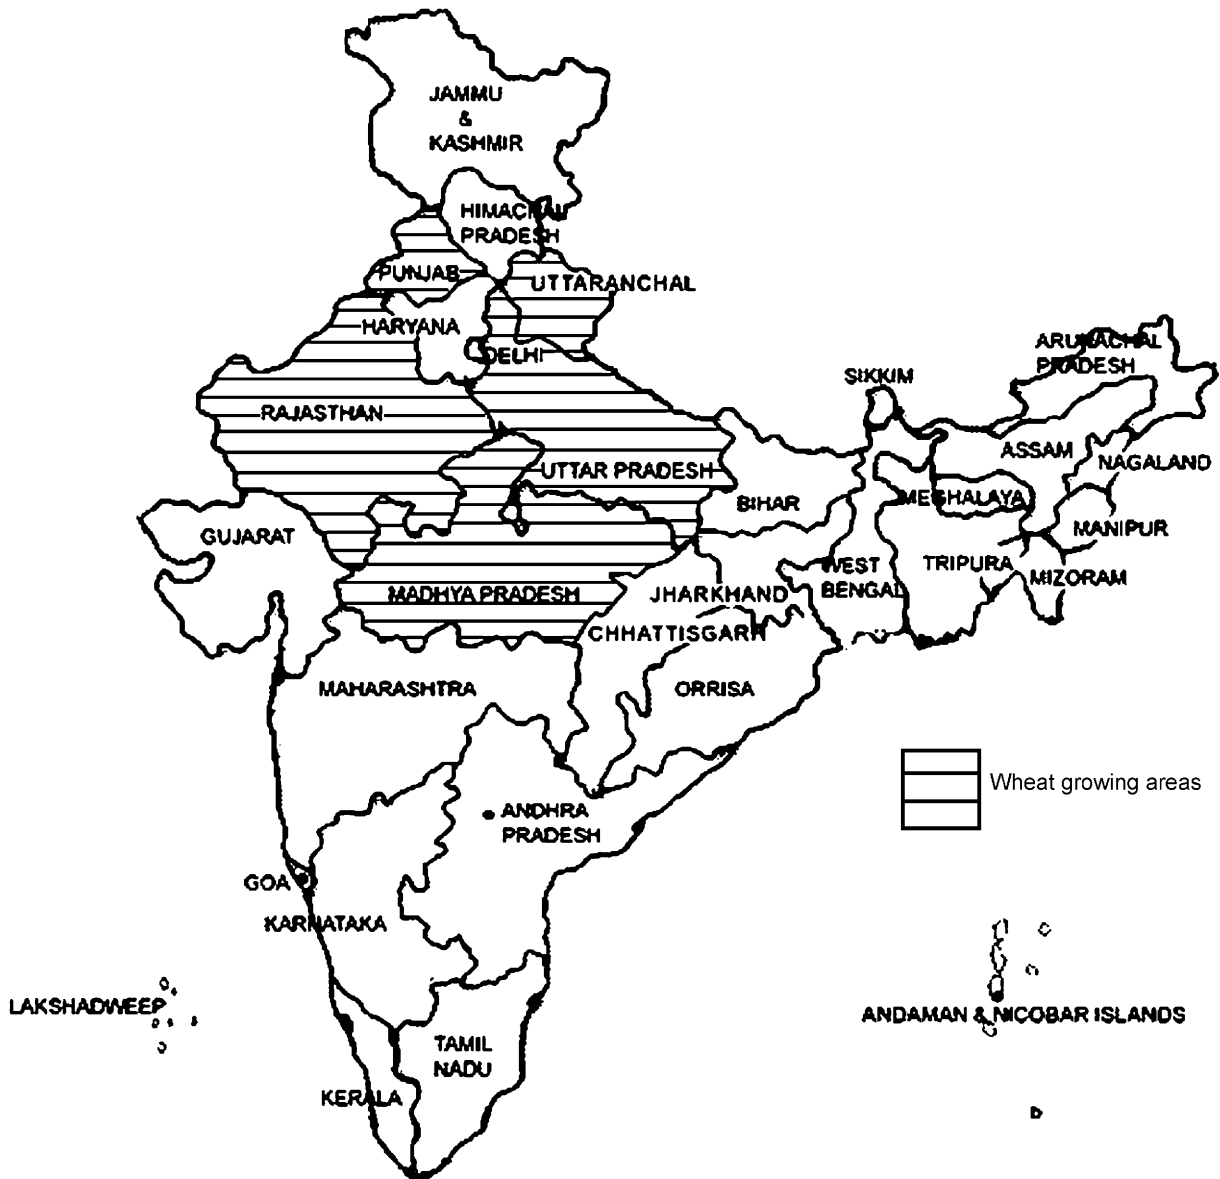 JAMMU
&
KASHMIR
HIMACHAL
PRADESH
PUNJAB
UTTARANCHAL
HARYANA
DELHI
ARUNACHAL
PRADESH
SIKKIM
RAJASTHAN
ASSAM
NAGALAND
UTTAR PRADESH
BIHAR
MEGHALAYA
GUJARAT
MANIPUR
WEST
BENGAL
TRIPURA
MIZORAM
MADHYA PRADESH
JHARKHAND
CHHATTISGARH
MAHARASHTRA
ORRISA
Wheat growing areas
ANDHRA
PRADESH
GOA
KARNATAKA
LAKSHADWEEP
ANDAMAN & NICOBAR ISLANDS
TAMIL
NADU
KERALA